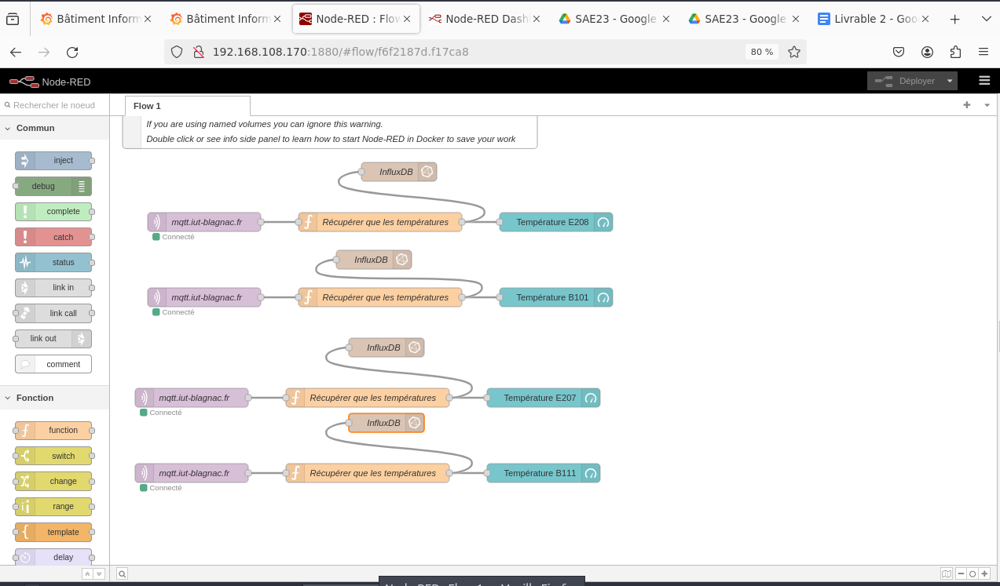 Bâtiment Inform
Bâtiment Inform
Node-RED : Flow
Node-RED Dash
SAE23 - Google
SAE23 - Google
Livrable 2 - Goo
192.168.108.170:1880/#flow/f6f2187d.f17ca8
80 %
Node-RED
Déployer
Rechercher le noeud
Flow 1
Commun
If you are using named volumes you can ignore this warning.
Double click or see info side panel to learn how to start Node-RED in Docker to save your work
inject
debug
complete
catch
status
link in
link call
link out
comment
Fonction
function
switch
change
range
template
delay
InfluxDB
mqtt.iut-blagnac.fr
Récupérer que les températures
Température E208
Connecté
InfluxDB
mqtt.iut-blagnac.fr
Récupérer que les températures
Température B101
Connecté
InfluxDB
mqtt.iut-blagnac.fr
Récupérer que les températures
Température E207
Connecté
InfluxDB
mqtt.iut-blagnac.fr
Récupérer que les températures
Température B111
Connecté